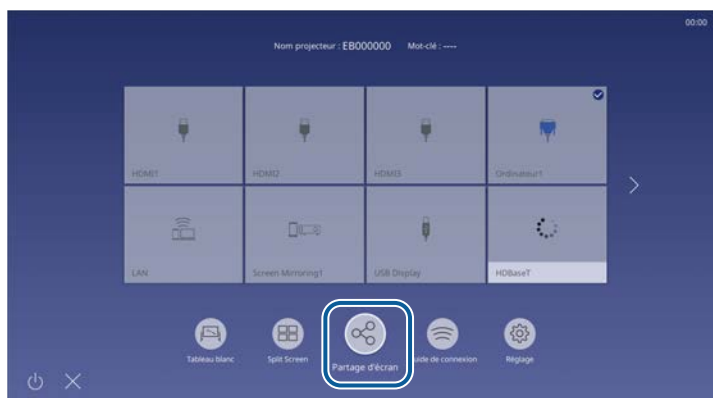 00:00
Nom projecteur : EB000000 Mot-clé : ----
HDMI1 HDMI2 HDMI3 Ordinateur1
LAN Screen Mirroring1 USB Display HDBaseT
Tableau blanc Split Screen Partage d'écran uide de connexion Réglage